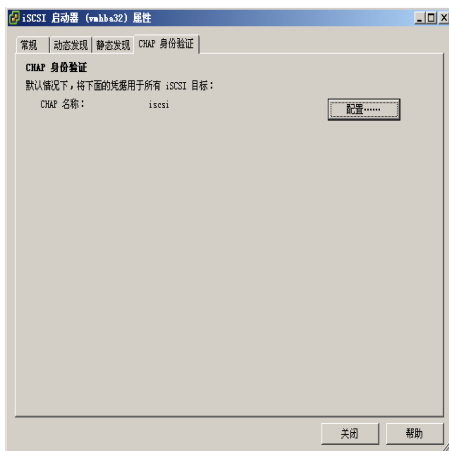 iSCSI 启动器 (vmhba32) 属性
常规 动态发现 静态发现 CHAP 身份验证
CHAP 身份验证
默认情况下,将下面的凭据用于所有 iSCSI 目标:
CHAP 名称: iscsi 配置……
关闭 帮助